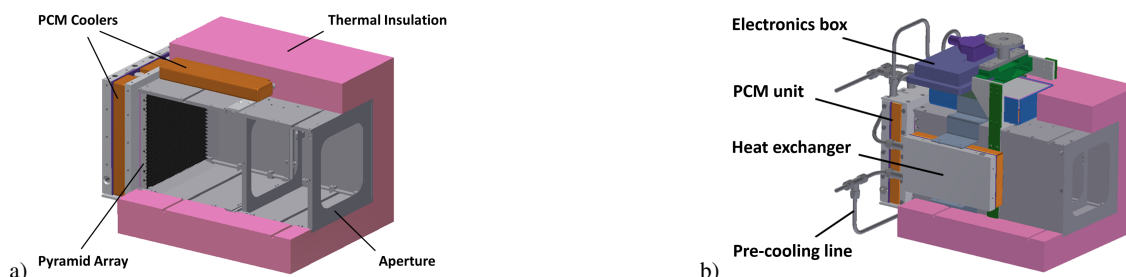 PCM Coolers
Thermal Insulation
Pyramid Array
Aperture
a)
Electronics box
PCM unit
Heat exchanger
Pre-cooling line
b)